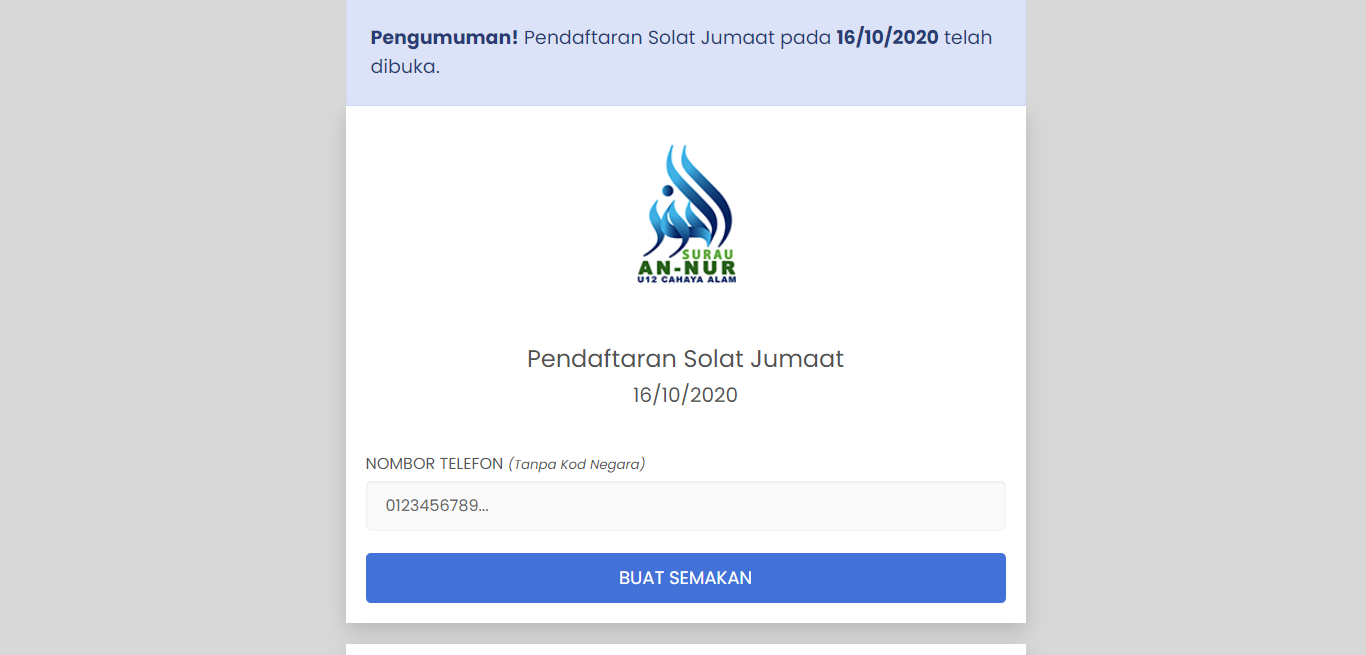 Pengumuman! Pendaftaran Solat Jumaat pada 16/10/2020 telah
dibuka.
النور
SURAU
AN-NUR
U12 CAHAYA ALAM
Pendaftaran Solat Jumaat
16/10/2020
NOMBOR TELEFON (Tanpa Kod Negara)
0123456789...
BUAT SEMAKAN